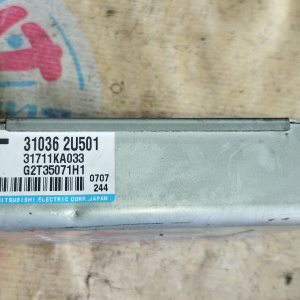 31036 2U501
31711KA033
G2T35071H1
0707
244
MITSUBISHI ELECTRIC CORP. JAPAN